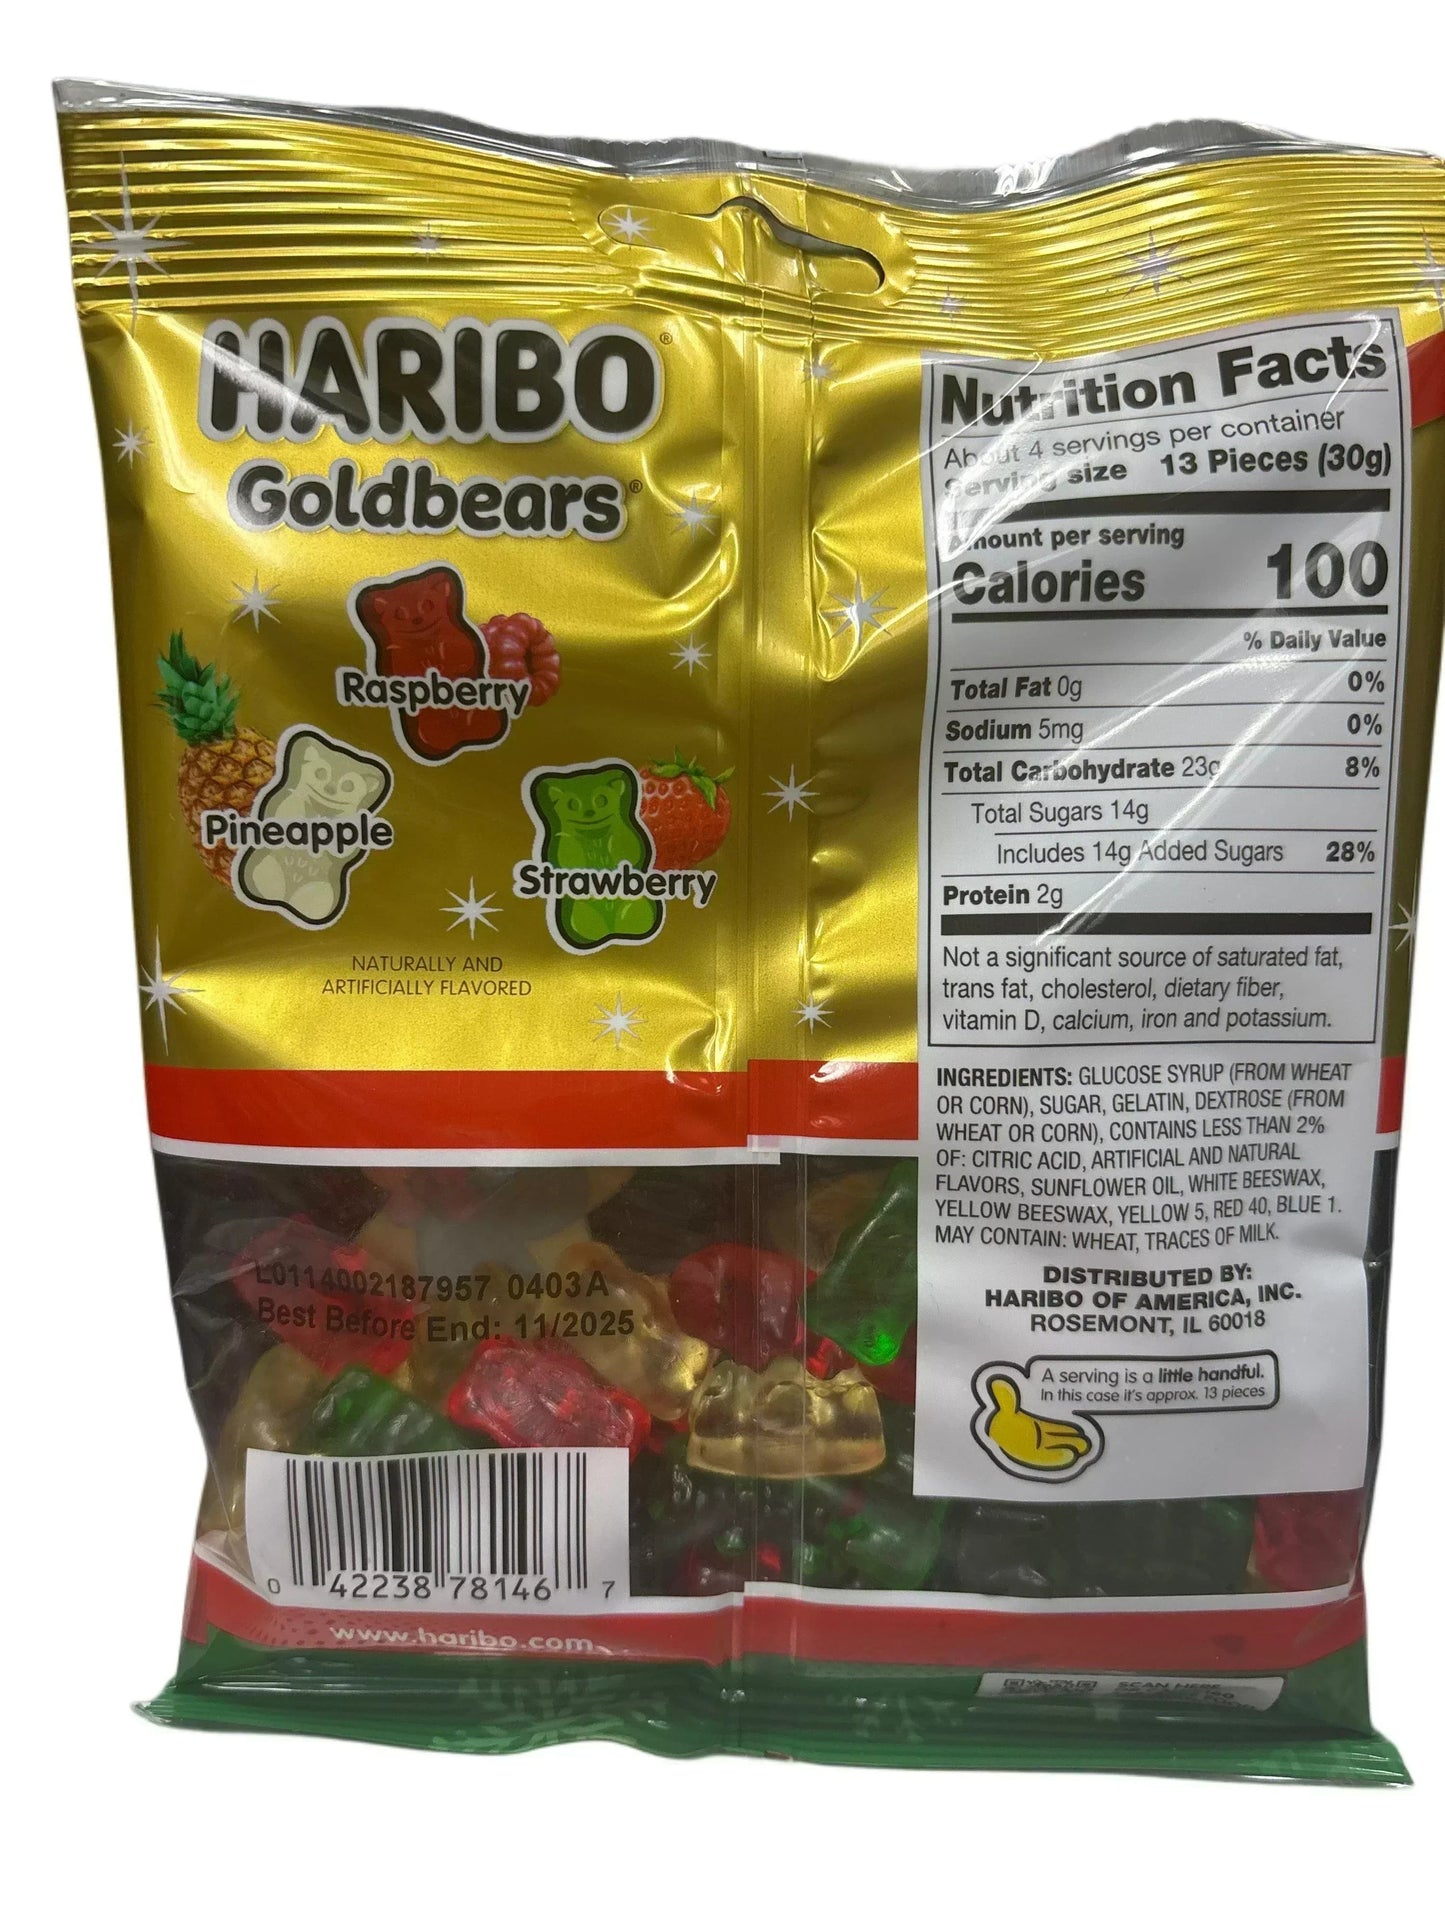 HARIBO®
Goldbears®
Raspberry
Pineapple
Strawberry
NATURALLY AND
ARTIFICIALLY FLAVORED
L0114002187957 0403A
Best Before End: 11/2025
0 42238 78146 7
www.haribo.com
Nutrition Facts
About 4 servings per container
Serving size 13 Pieces (30g)
Amount per serving
Calories 100
% Daily Value
Total Fat 0g 0%
Sodium 5mg 0%
Total Carbohydrate 23g 8%
Total Sugars 14g
Includes 14g Added Sugars 28%
Protein 2g
Not a significant source of saturated fat,
trans fat, cholesterol, dietary fiber,
vitamin D, calcium, iron and potassium.
INGREDIENTS: GLUCOSE SYRUP (FROM WHEAT
OR CORN), SUGAR, GELATIN, DEXTROSE (FROM
WHEAT OR CORN), CONTAINS LESS THAN 2%
OF: CITRIC ACID, ARTIFICIAL AND NATURAL
FLAVORS, SUNFLOWER OIL, WHITE BEESWAX,
YELLOW BEESWAX, YELLOW 5, RED 40, BLUE 1.
MAY CONTAIN: WHEAT, TRACES OF MILK.
DISTRIBUTED BY:
HARIBO OF AMERICA, INC.
ROSEMONT, IL 60018
A serving is a little handful.
In this case it's approx. 13 pieces
SCAN HERE